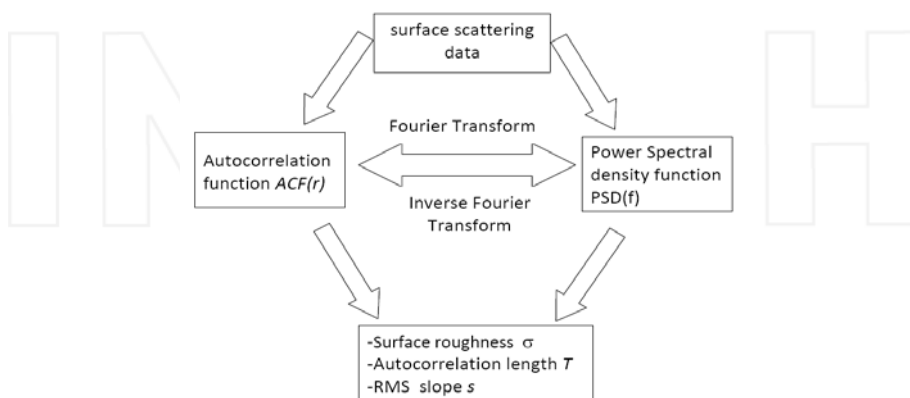 surface scattering
data
Fourier Transform
Autocorrelation
function ACF(r)
Power Spectral
density function
PSD(f)
Inverse Fourier
Transform
-Surface roughness σ
-Autocorrelation length T
-RMS slope s